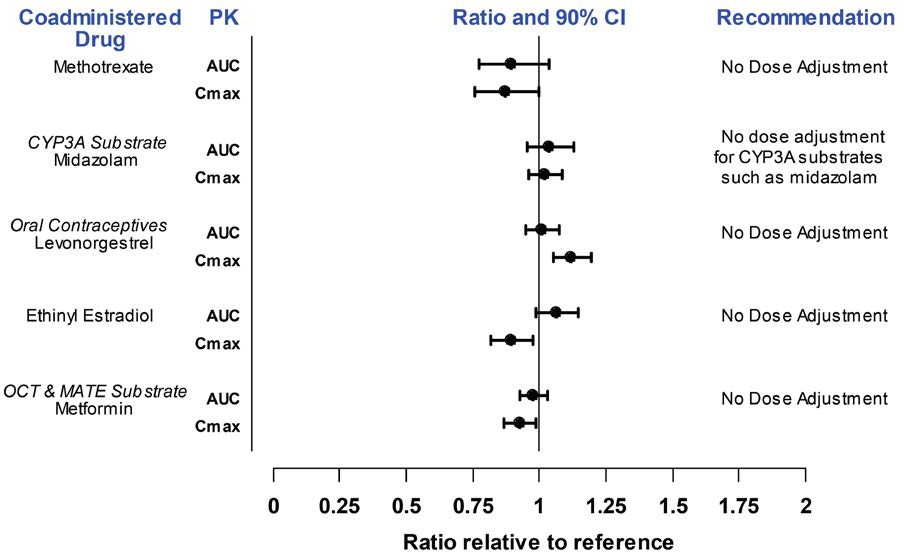 Coadministered Drug PK Ratio and 90% CI Recommendation
Methotrexate AUC No Dose Adjustment
Cmax
CYP3A Substrate
Midazolam AUC No dose adjustment
for CYP3A substrates
Cmax such as midazolam
Oral Contraceptives
Levonorgestrel AUC No Dose Adjustment
Cmax
Ethinyl Estradiol AUC No Dose Adjustment
Cmax
OCT & MATE Substrate
Metformin AUC No Dose Adjustment
Cmax
0 0.25 0.5 0.75 1 1.25 1.5 1.75 2
Ratio relative to reference